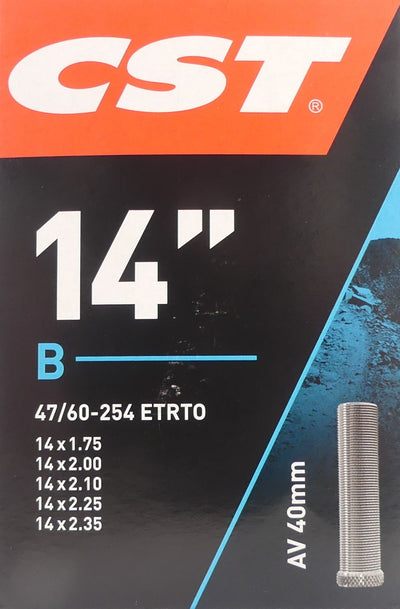 CST®
14”
B
47/60-254 ETRTO
14 x 1.75
14 x 2.00
14 x 2.10
14 x 2.25
14 x 2.35
AV 40mm